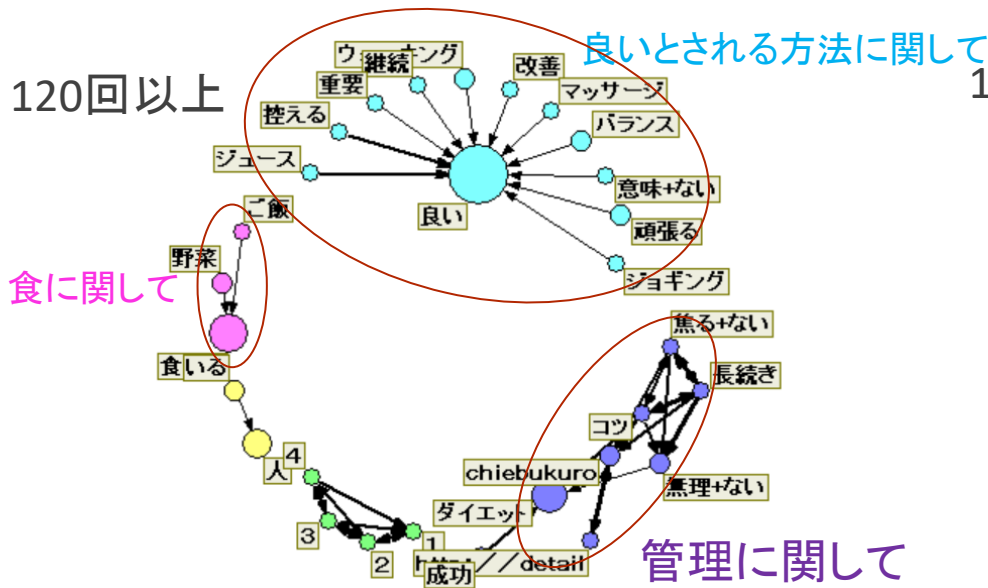 良いとされる方法に関して
120回以上
1
ウ
キング
継続
改善
重要
マッサージ
控える
バランス
ジュース
意味+ない
良い
頑張る
ご飯
野菜
ジョギング
食に関して
焦る+ない
食
いる
長続き
コツ
人
4
chiebukuro
無理+ない
ダイエット
3
2
1
//detail
成功
管理に関して